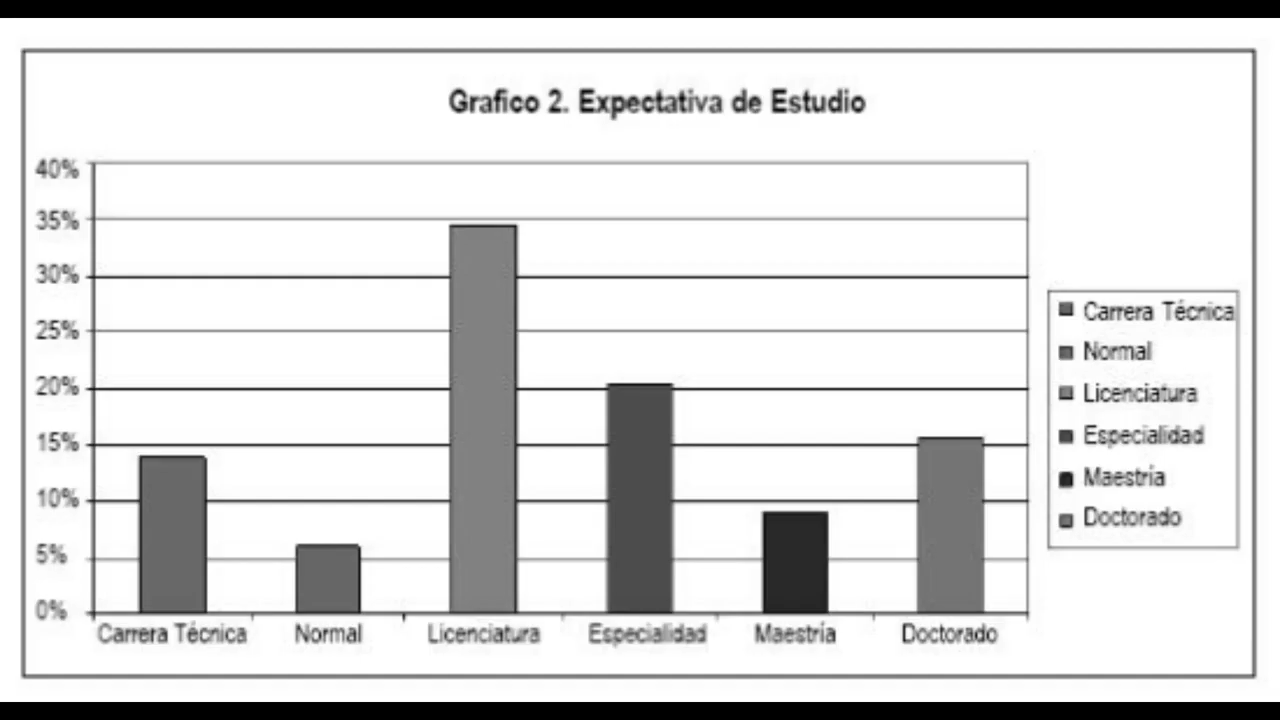 Grafico 2. Expectativa de Estudio
40%
35%
30%
25%
20%
15%
10%
5%
0%
Carrera Técnica
Normal
Licenciatura
Especialidad
Maestría
Doctorado
Carrera Técnica
Normal
Licenciatura
Especialidad
Maestría
Doctorado